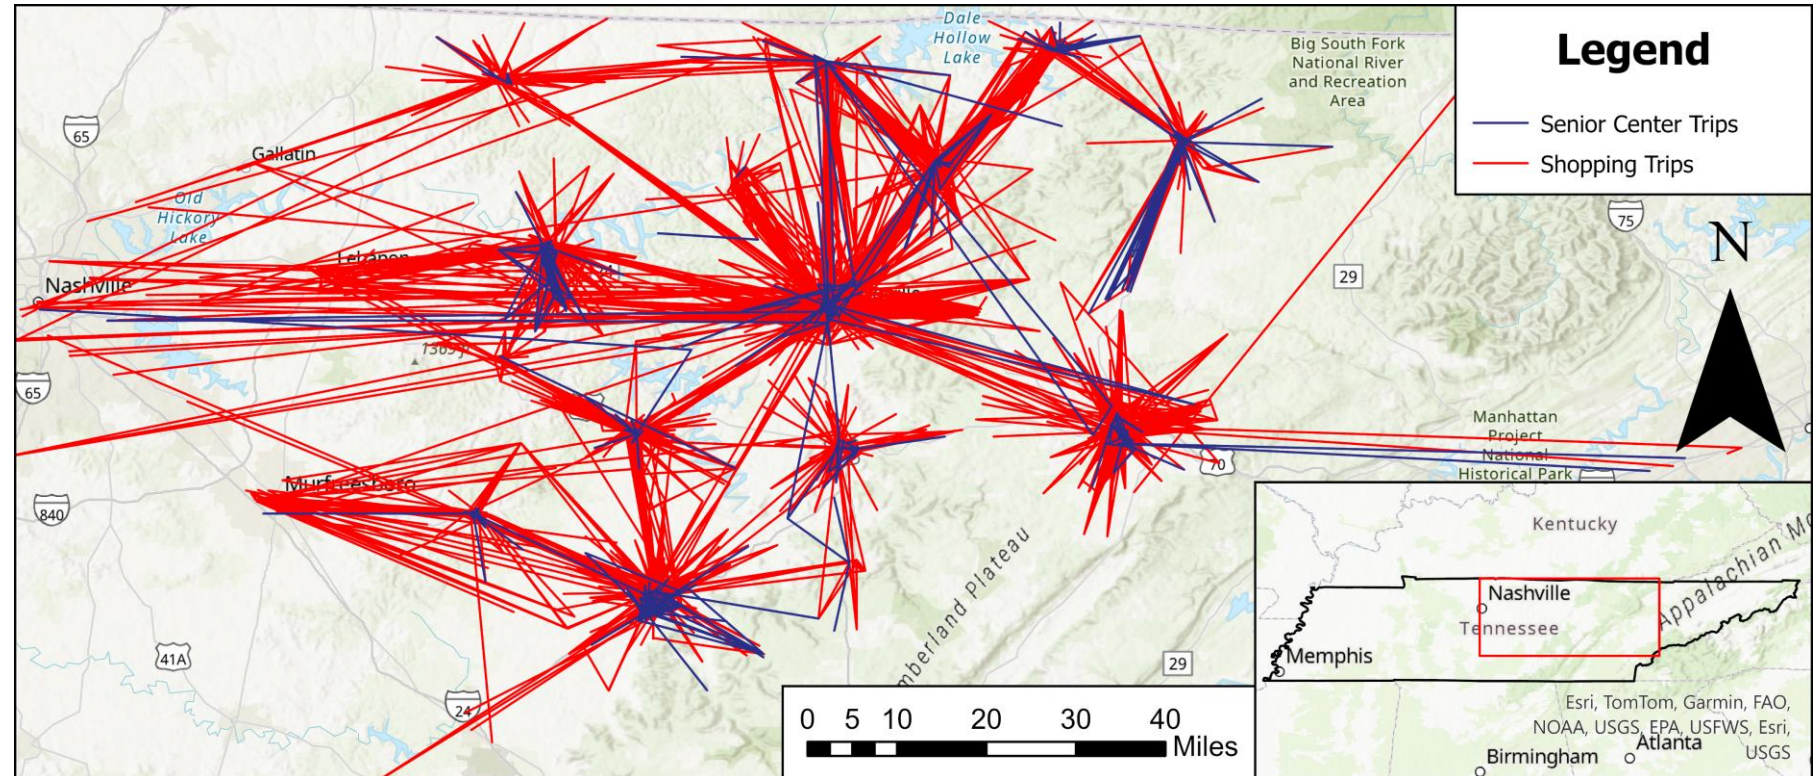 Dale
Hollow
Lake
Big South Fork
National River
and Recreation
Area
Legend
Senior Center Trips
Shopping Trips
65
Gallatin
Old
Hickory
Lake
75
N
Lebanon
Nashville
29
1365 ft
65
Manhattan
Project
National
Historical Park
70
Murfreesboro
840
41A
24
29
0 5 10 20 30 40
Miles
Kentucky
Nashville
Tennessee
Memphis
Esri, TomTom, Garmin, FAO,
NOAA, USGS, EPA, USFWS, Esri,
USGS
Birmingham
Atlanta